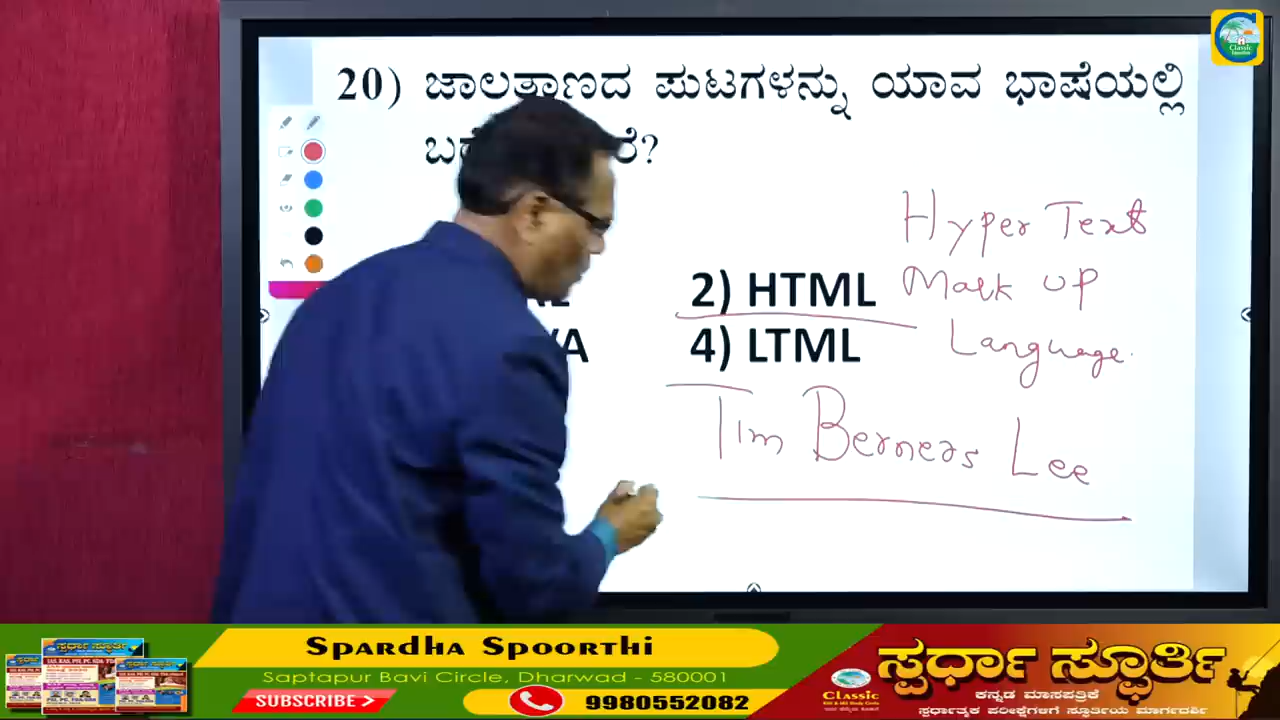 20) ಜಾಲತಾಣದ ಪುಟಗಳನ್ನು ಯಾವ ಭಾಷೆಯಲ್ಲಿ
Hyper Text
2) HTML Mark up
4) LTML Language.
Tim Berners Lee
Classic
Spardha Spoorthi
Saptapur Bavi Circle, Dharwad - 580001
SUBSCRIBE > 9980552082
ಸ್ಪರ್ಧಾ ಸ್ಫೂರ್ತಿ
ಕನ್ನಡ ಮಾಸಪತ್ರಿಕೆ
ಸ್ಪರ್ಧಾತ್ಮಕ ಪರೀಕ್ಷೆಗಳಿಗೆ ಸ್ಫೂರ್ತಿಯ ಮಾರ್ಗದರ್ಶಿ
Classic